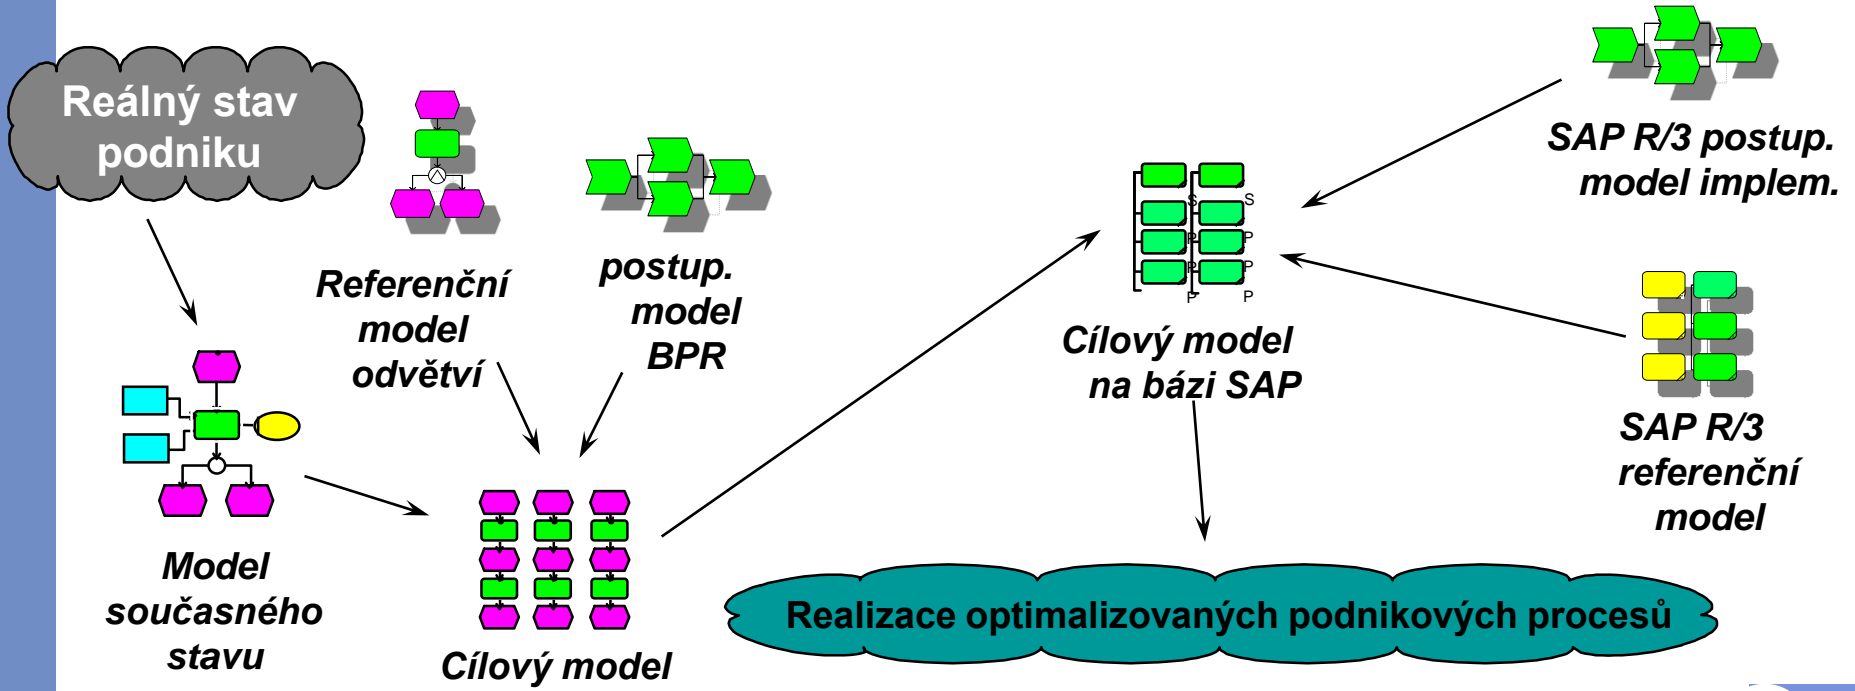 Reálný stav
podniku
Referenční
model
odvětví
postup.
model
BPR
Model
současného
stavu
Cílový model
S
S
P
P
P
P
P
P
Cílový model
na bázi SAP
SAP R/3 postup.
model implem.
SAP R/3
referenční
model
Realizace optimalizovaných podnikových procesů